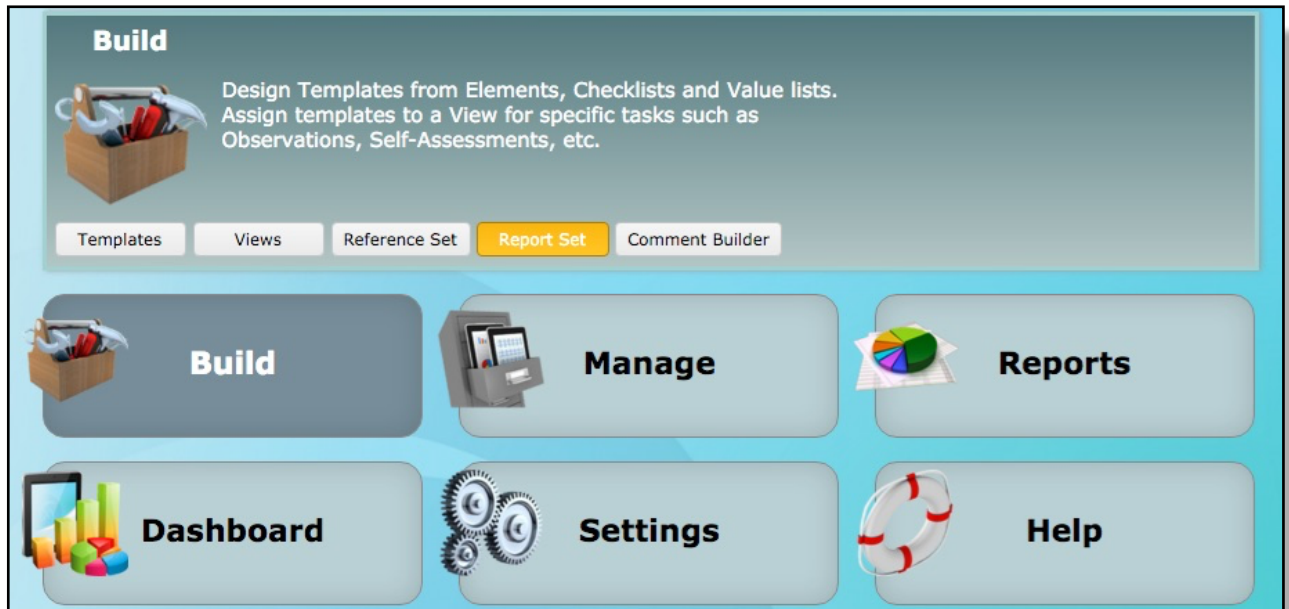 Build
Design Templates from Elements, Checklists and Value lists.
Assign templates to a View for specific tasks such as
Observations, Self-Assessments, etc.
Templates Views Reference Set Report Set Comment Builder
Build Manage Reports
Dashboard Settings Help